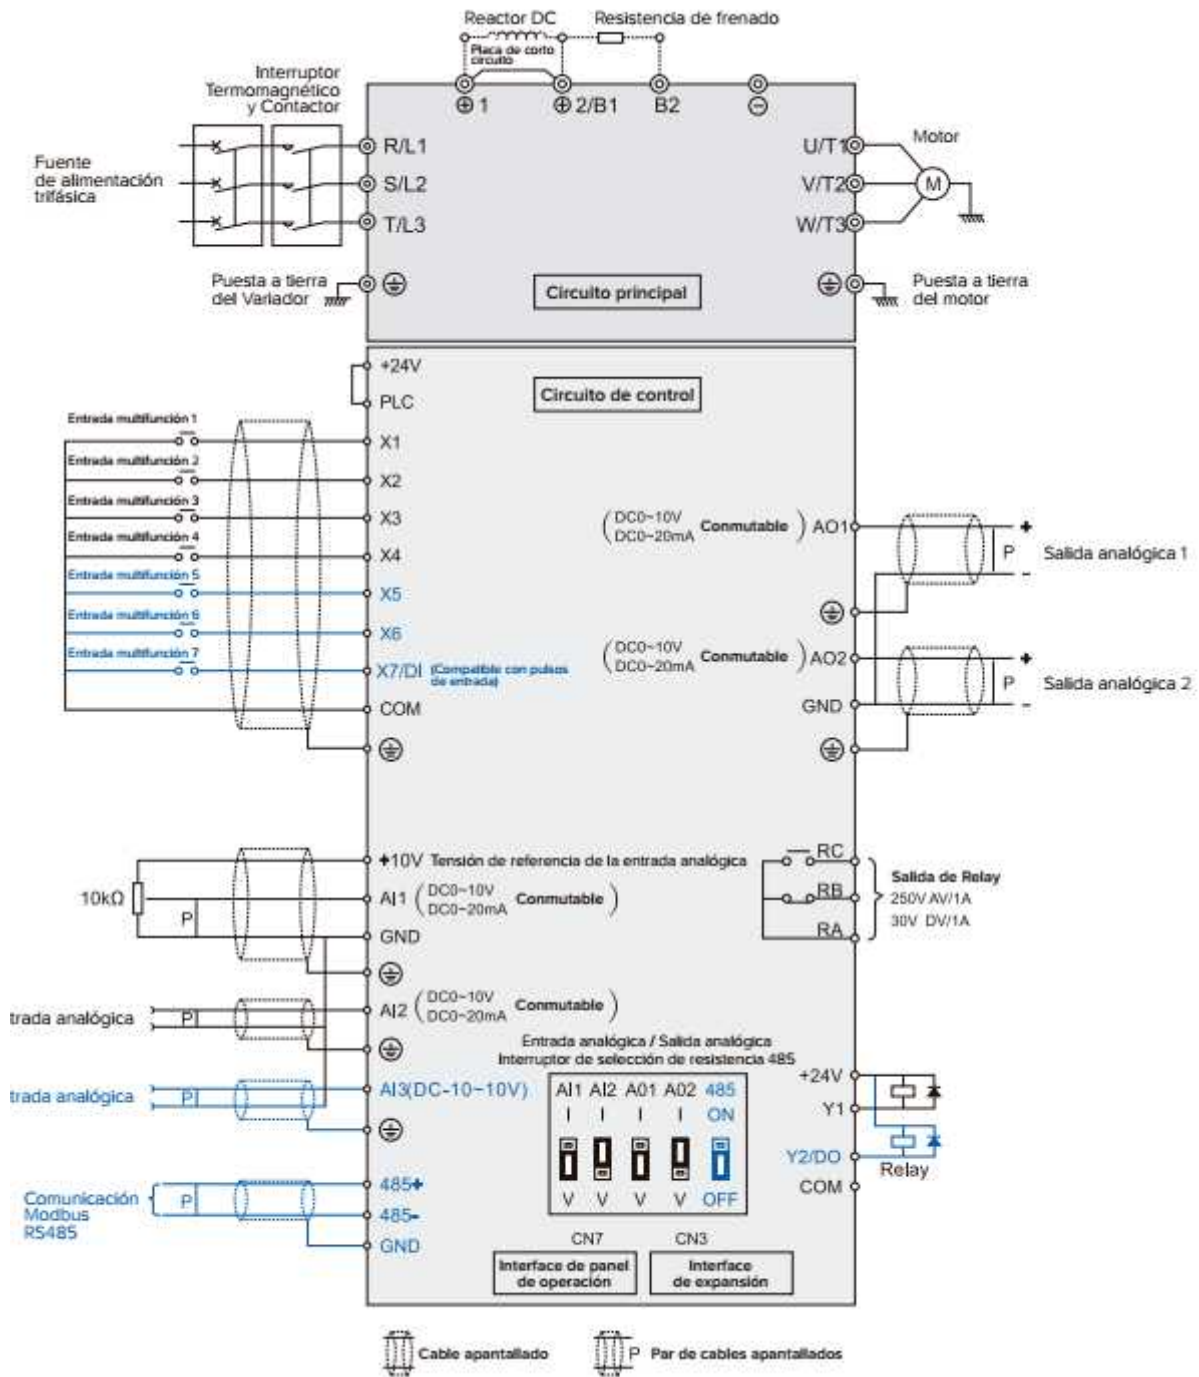 Reactor DC
Resistencia de frenado
Placa de corto
circuito
Interruptor
Termomagnético
y Contactor
⊕ 1
⊕ 2/B1
B2
⊖
Fuente
de alimentación
trifásica
R/L1
S/L2
T/L3
U/T1
V/T2
W/T3
Motor
M
Puesta a tierra
del Variador
Circuito principal
Puesta a tierra
del motor
+24V
PLC
Circuito de control
Entrada multifunción 1
X1
Entrada multifunción 2
X2
Entrada multifunción 3
X3
Entrada multifunción 4
X4
Entrada multifunción 5
X5
Entrada multifunción 6
X6
Entrada multifunción 7
X7/DI (Compatible con pulsos
de entrada)
COM
(DC0~10V
DC0~20mA Conmutable) AO1
+
P
-
Salida analógica 1
(DC0~10V
DC0~20mA Conmutable) AO2
GND
+
P
-
Salida analógica 2
+10V Tensión de referencia de la entrada analógica
10kΩ
P
AI1 (DC0~10V
DC0~20mA Conmutable)
GND
RC
RB
RA
Salida de Relay
250V AV/1A
30V DV/1A
trada analógica
P
AI2 (DC0~10V
DC0~20mA Conmutable)
trada analógica
P
AI3(DC-10~10V)
Entrada analógica / Salida analógica
Interruptor de selección de resistencia 485
AI1 AI2 A01 A02 485
I I I I ON
V V V V OFF
+24V
Y1
Y2/DO
Relay
COM
Comunicación
Modbus
RS485
P
485+
485-
GND
CN7
CN3
Interface de panel
de operación
Interface
de expansión
Cable apantallado
P Par de cables apantallados